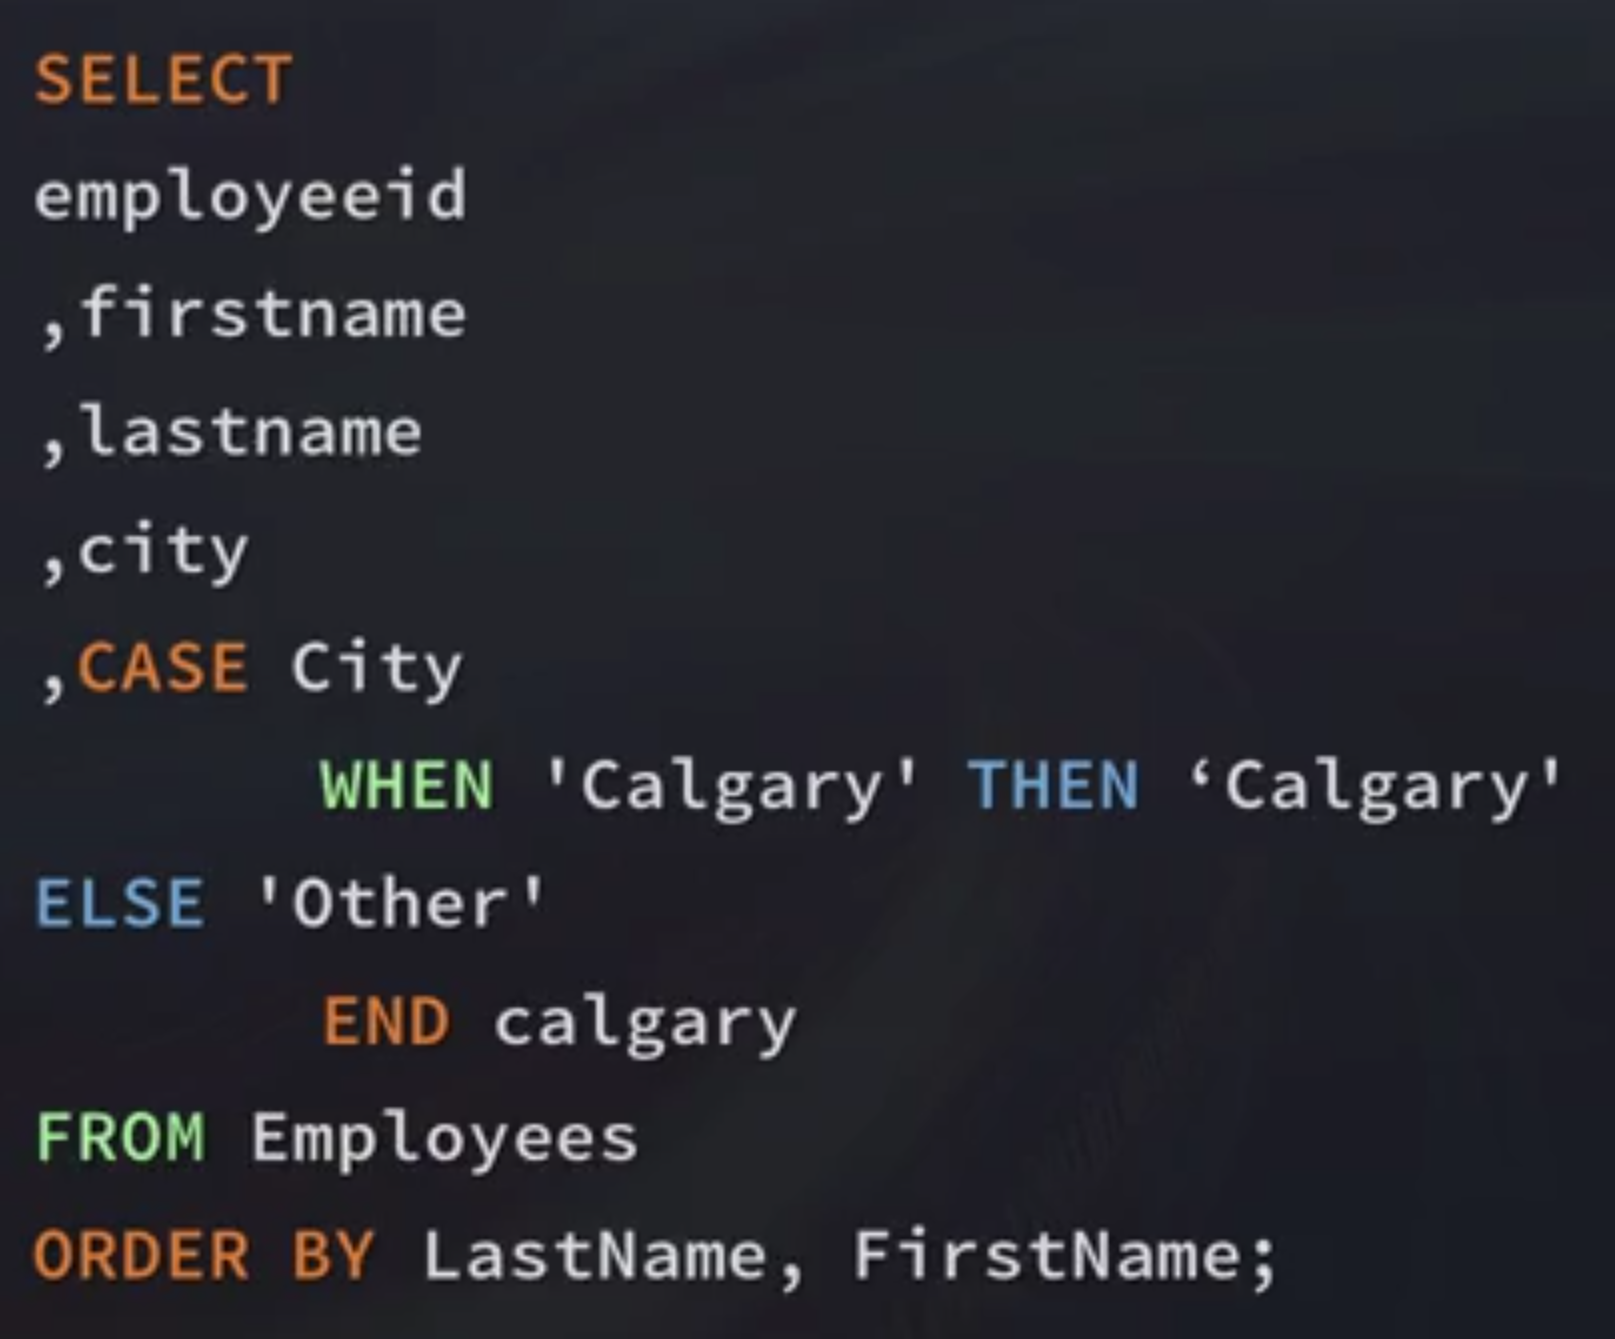 SELECT
employeeid
,firstname
,lastname
,city
,CASE City
WHEN 'Calgary' THEN ‘Calgary'
ELSE 'Other'
END calgary
FROM Employees
ORDER BY LastName, FirstName;